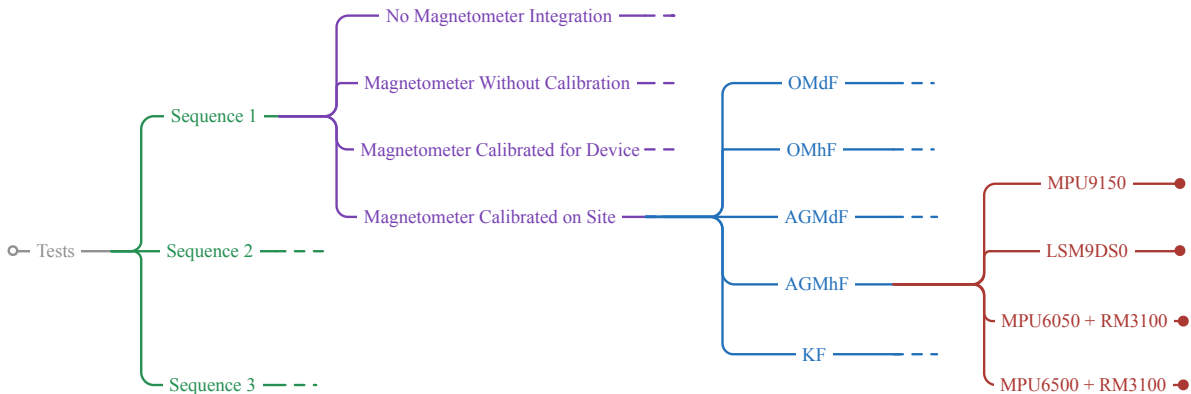 Tests
Sequence 1
Sequence 2
Sequence 3
No Magnetometer Integration
Magnetometer Without Calibration
Magnetometer Calibrated for Device
Magnetometer Calibrated on Site
OMdF
OMhF
AGMdF
AGMhF
KF
MPU9150
LSM9DS0
MPU6050 + RM3100
MPU6500 + RM3100